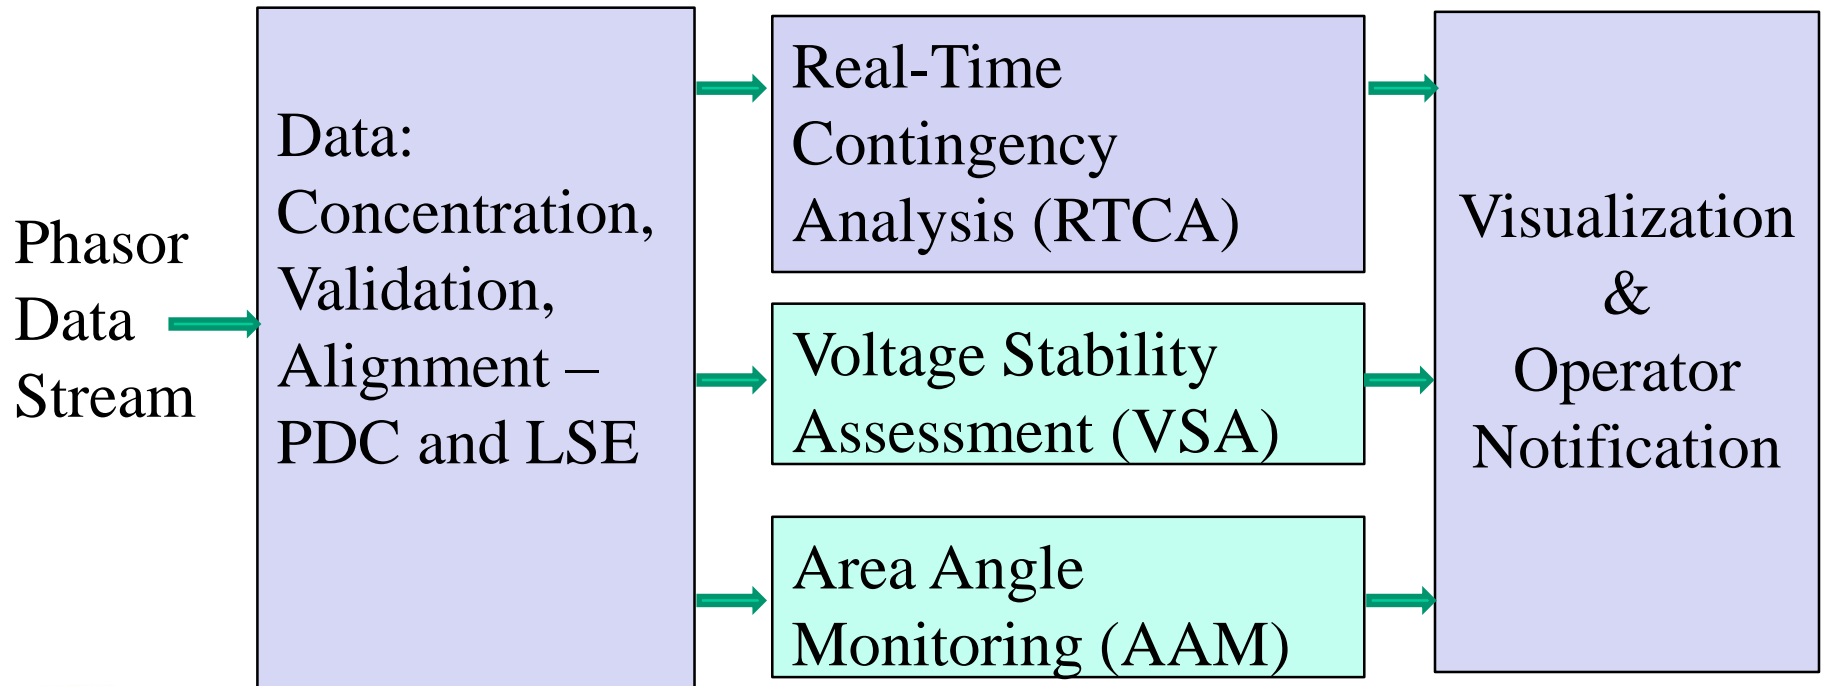 Phasor
Data
Stream
Data:
Concentration,
Validation,
Alignment –
PDC and LSE
Real-Time
Contingency
Analysis (RTCA)
Voltage Stability
Assessment (VSA)
Area Angle
Monitoring (AAM)
Visualization
&
Operator
Notification